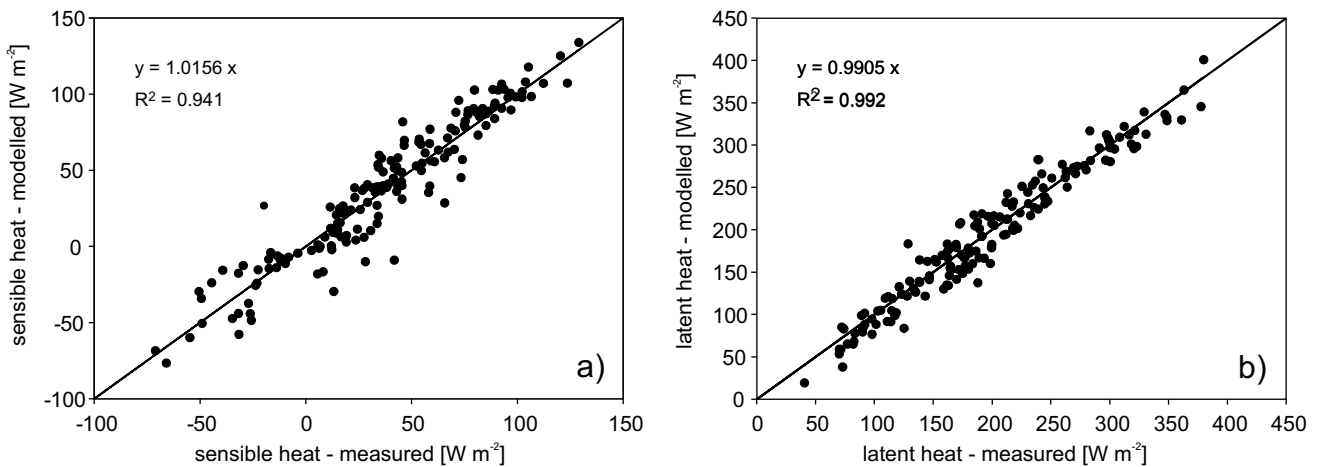 150
100
50
0
-50
-100
-100 -50 0 50 100 150
sensible heat - modelled [W m-2]
sensible heat - measured [W m-2]
y = 1.0156 x
R2 = 0.941
a)
450
400
350
300
250
200
150
100
50
0
0 50 100 150 200 250 300 350 400 450
latent heat - modelled [W m-2]
latent heat - measured [W m-2]
y = 0.9905 x
R2 = 0.992
b)